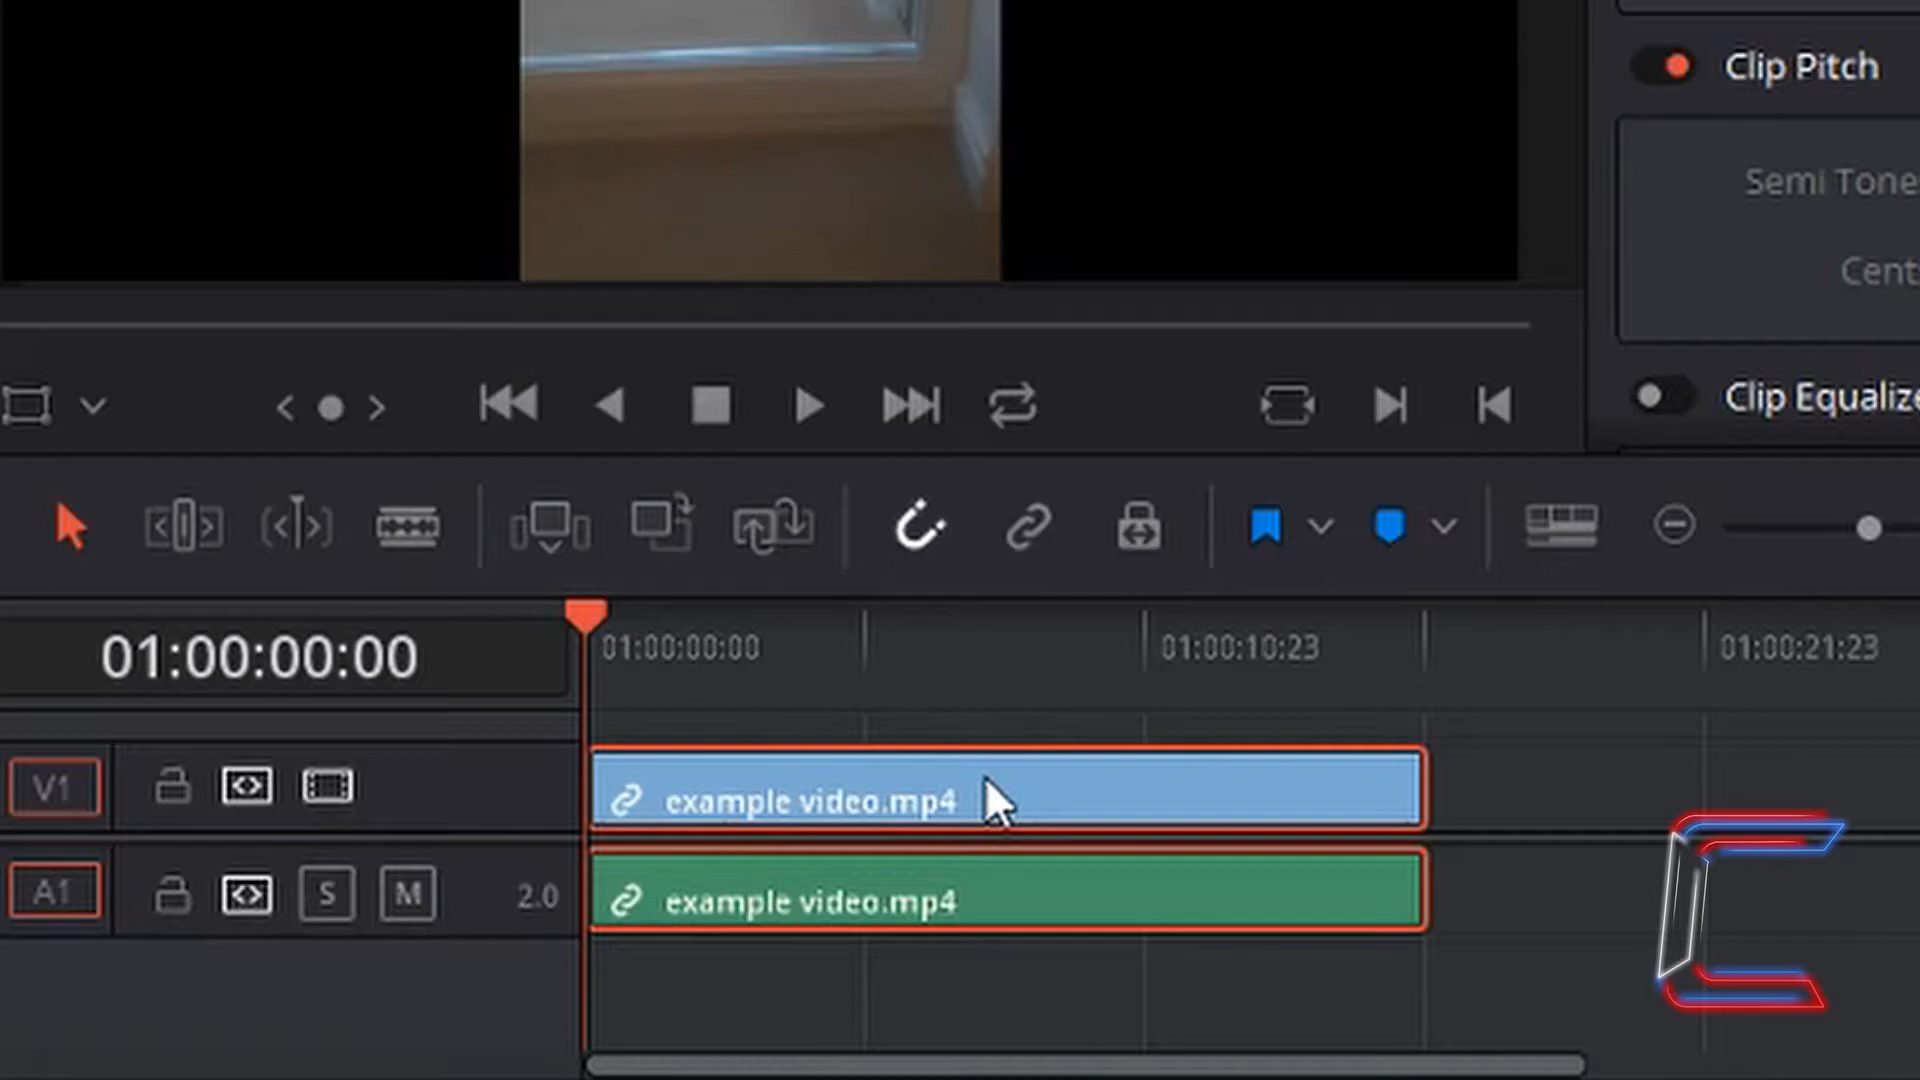 Clip Pitch
Semi Tone
Cent
Clip Equalize
01:00:00:00
01:00:00:00
01:00:10:23
01:00:21:23
V1
example video.mp4
A1
S
M
2.0
example video.mp4